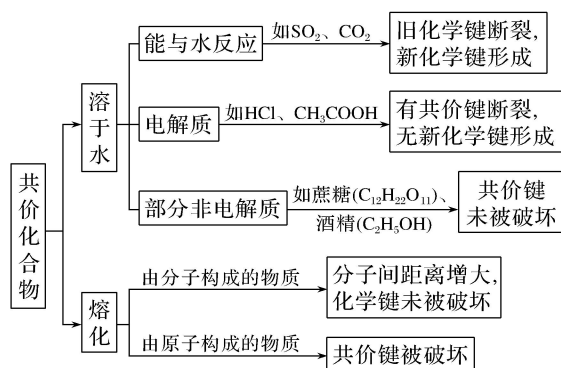 共价化合物
溶于水
能与水反应
如SO₂、CO₂
旧化学键断裂,
新化学键形成
电解质
如HCl、CH₃COOH
有共价键断裂,
无新化学键形成
部分非电解质
如蔗糖(C₁₂H₂₂O₁₁)、
酒精(C₂H₅OH)
共价键
未被破坏
熔化
由分子构成的物质
分子间距离增大,
化学键未被破坏
由原子构成的物质
共价键被破坏